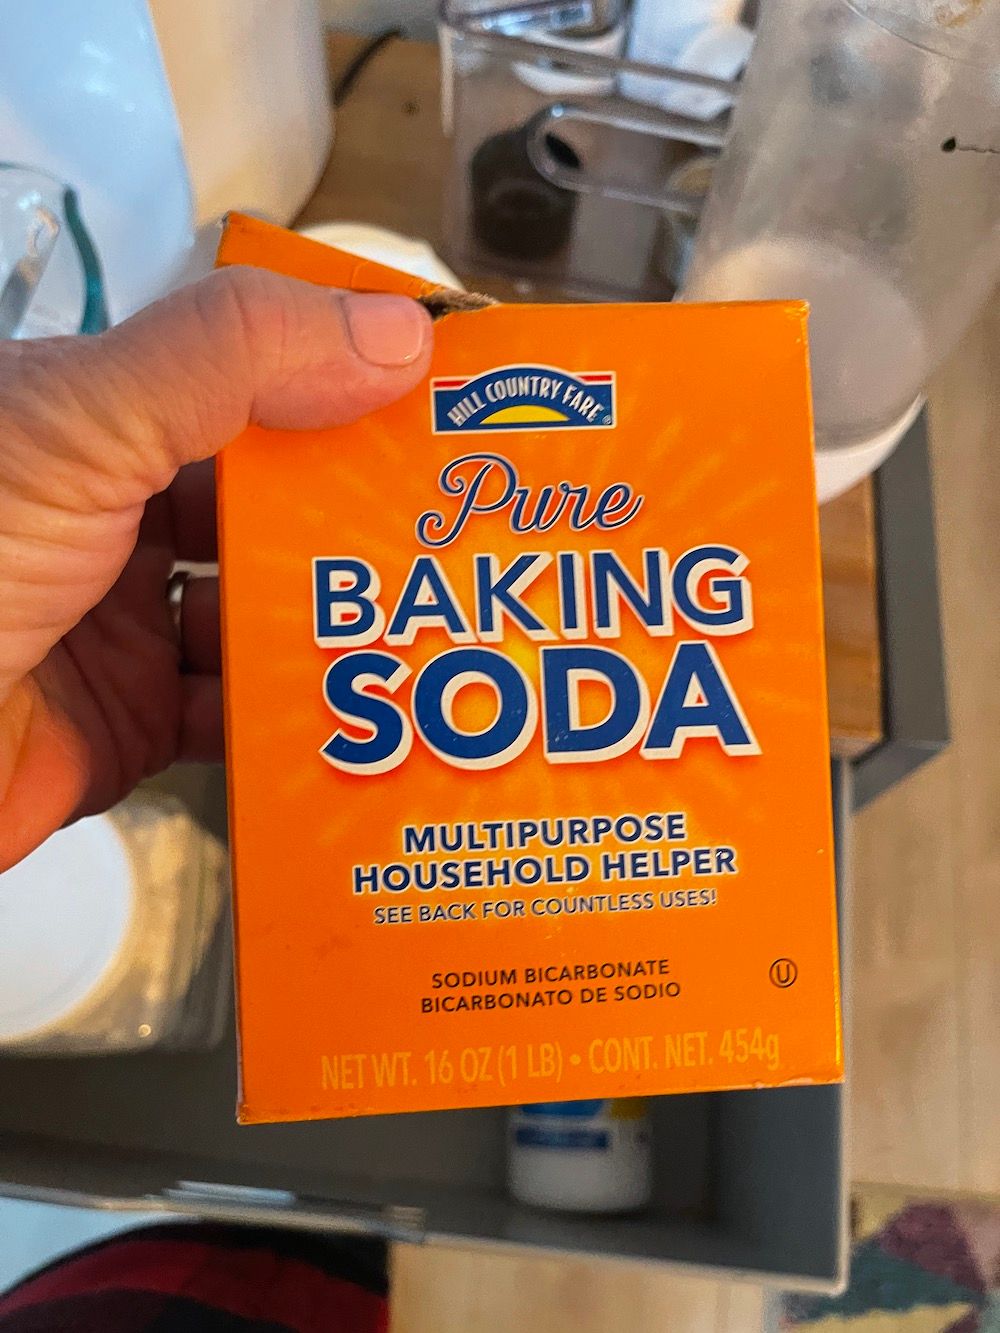 HILL COUNTRY FARE®
Pure
BAKING
SODA
MULTIPURPOSE
HOUSEHOLD HELPER
SEE BACK FOR COUNTLESS USES!
SODIUM BICARBONATE
BICARBONATO DE SODIO
U
NET WT. 16 OZ (1 LB) • CONT. NET. 454g